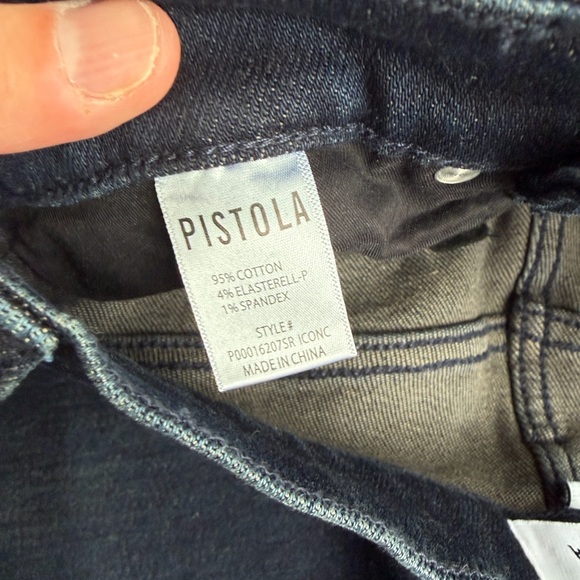 PISTOLA
95% COTTON
4% ELASTERELL-P
1% SPANDEX
STYLE#
P00016207SR ICONC
MADE IN CHINA